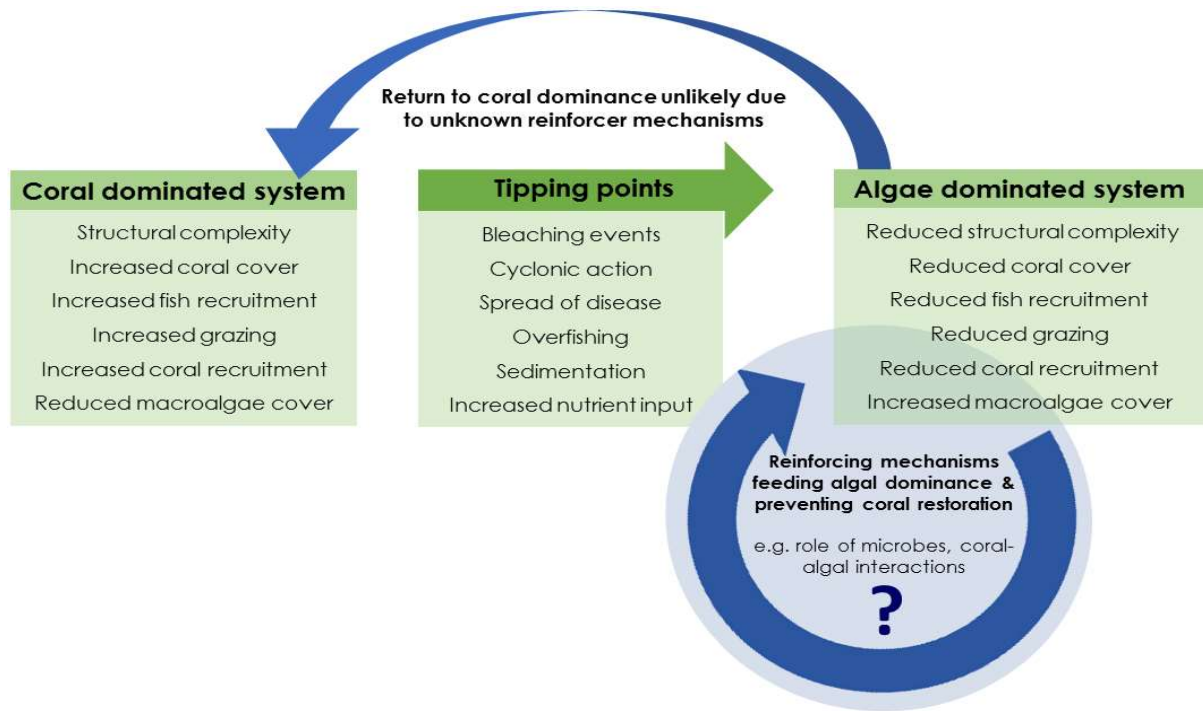 Return to coral dominance unlikely due
to unknown reinforcer mechanisms
Coral dominated system
Structural complexity
Increased coral cover
Increased fish recruitment
Increased grazing
Increased coral recruitment
Reduced macroalgae cover
Tipping points
Bleaching events
Cyclonic action
Spread of disease
Overfishing
Sedimentation
Increased nutrient input
Algae dominated system
Reduced structural complexity
Reduced coral cover
Reduced fish recruitment
Reduced grazing
Reduced coral recruitment
Increased macroalgae cover
Reinforcing mechanisms
feeding algal dominance &
preventing coral restoration
e.g. role of microbes, coral-
algal interactions
?